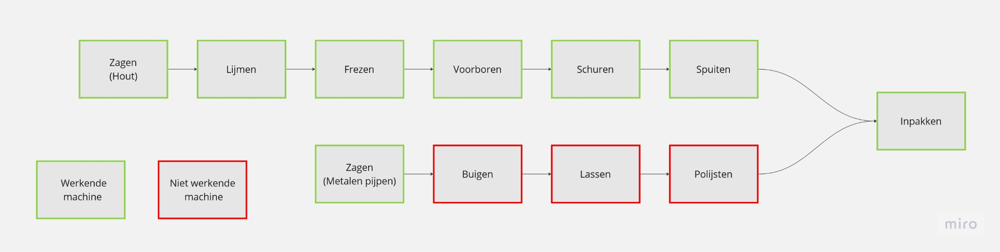 Zagen
(Hout)
Lijmen
Frezen
Voorboren
Schuren
Spuiten
Inpakken
Zagen
(Metalen pijpen)
Buigen
Lassen
Polijsten
Werkende
machine
Niet werkende
machine
miro